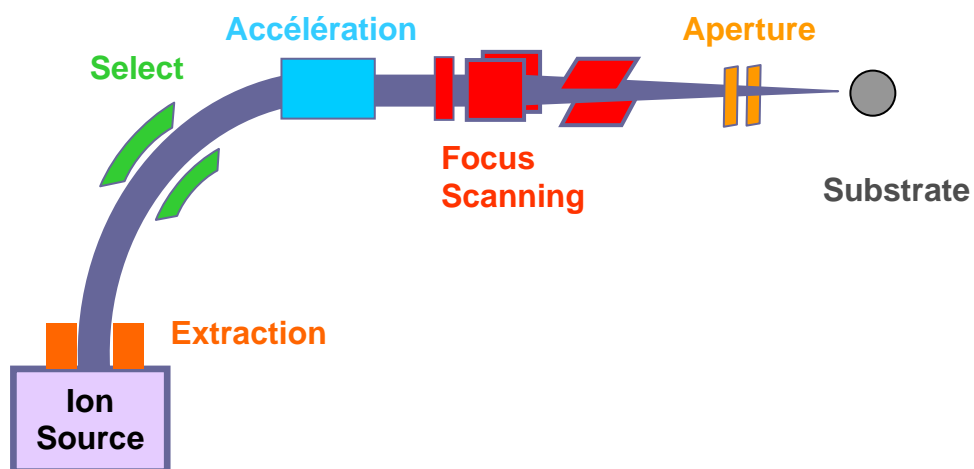 Accélération
Aperture
Select
Focus
Scanning
Substrate
Extraction
Ion
Source